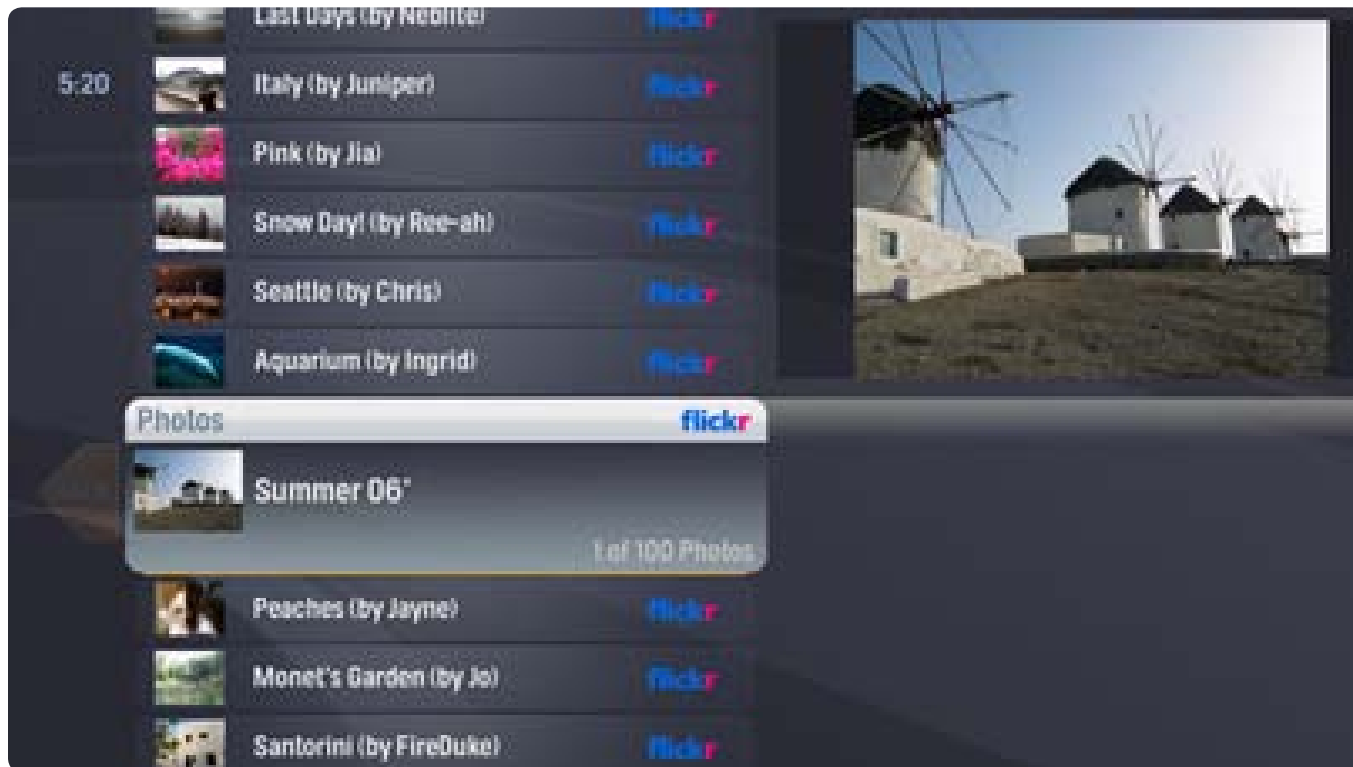 Last Days (by Neblite) flickr
5:20 Italy (by Juniper) flickr
Pink (by Jia) flickr
Snow Day! (by Ree-ah) flickr
Seattle (by Chris) flickr
Aquarium (by Ingrid) flickr
Photos flickr
Summer 06"
1 of 100 Photos
Peaches (by Jayne) flickr
Monet's Garden (by Jo) flickr
Santorini (by FireDuke) flickr